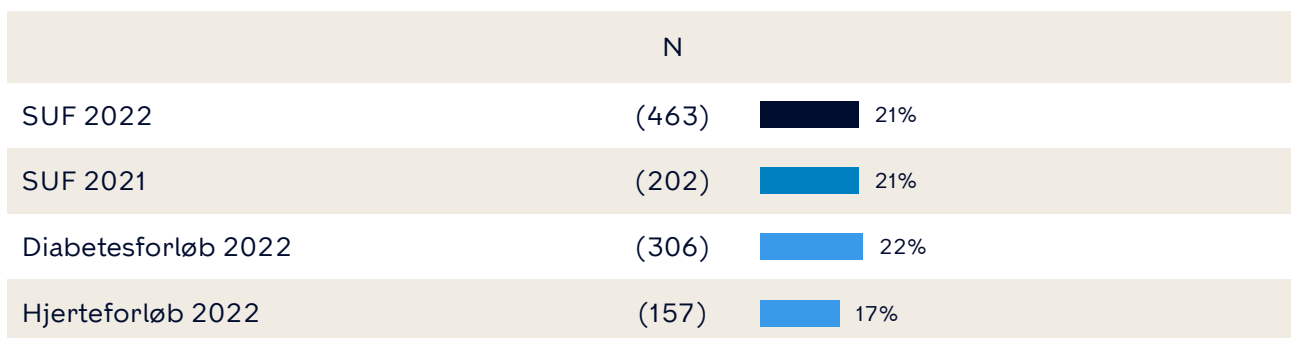 N
SUF 2022 (463) 21%
SUF 2021 (202) 21%
Diabetesforløb 2022 (306) 22%
Hjerteforløb 2022 (157) 17%